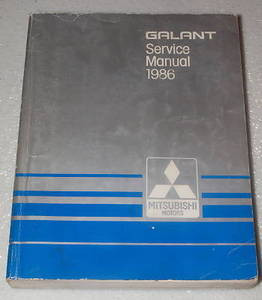 GALANT
Service
Manual
1986
MITSUBISHI
MOTORS